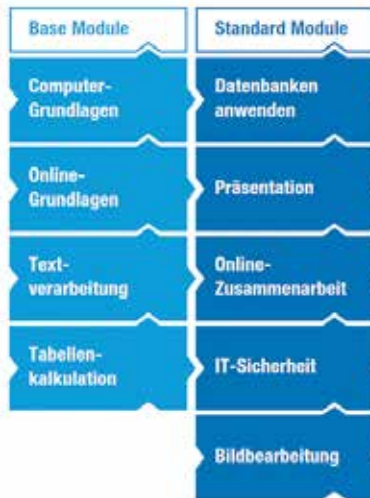 Base Module
Computer-
Grundlagen
Online-
Grundlagen
Text-
verarbeitung
Tabellen-
kalkulation
Standard Module
Datenbanken
anwenden
Präsentation
Online-
Zusammenarbeit
IT-Sicherheit
Bildbearbeitung